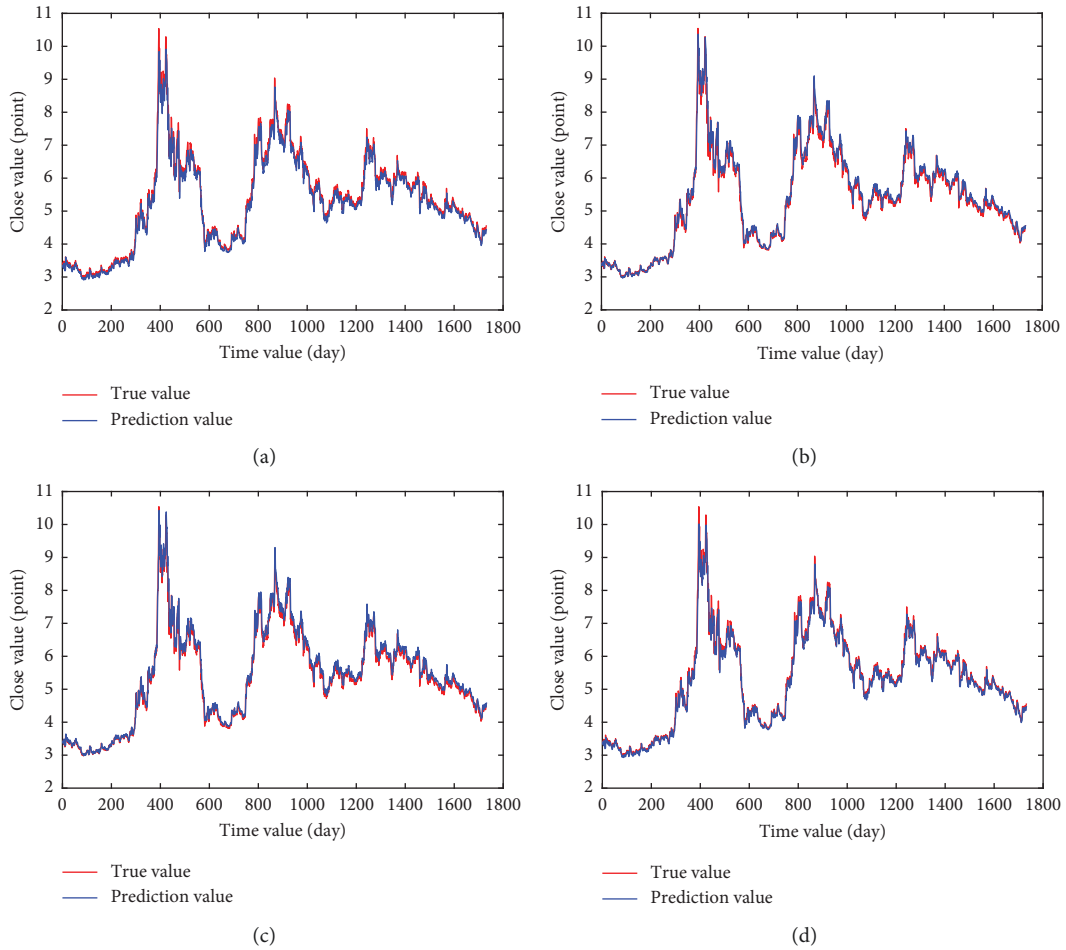 11
10
9
8
7
6
5
4
3
2
Close value (point)
0 200 400 600 800 1000 1200 1400 1600 1800
Time value (day)
True value
Prediction value
(a)
11
10
9
8
7
6
5
4
3
2
Close value (point)
0 200 400 600 800 1000 1200 1400 1600 1800
Time value (day)
True value
Prediction value
(b)
11
10
9
8
7
6
5
4
3
2
Close value (point)
0 200 400 600 800 1000 1200 1400 1600 1800
Time value (day)
True value
Prediction value
(c)
11
10
9
8
7
6
5
4
3
2
Close value (point)
0 200 400 600 800 1000 1200 1400 1600 1800
Time value (day)
True value
Prediction value
(d)